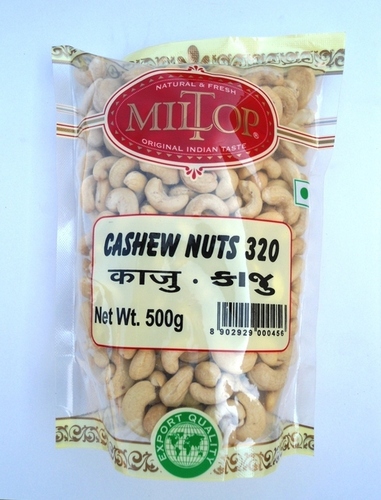 NATURAL & FRESH
MILTOP®
ORIGINAL INDIAN TASTE
CASHEW NUTS 320
काजु · કાજુ
Net Wt. 500g
8 902929 000456
EXPORT QUALITY